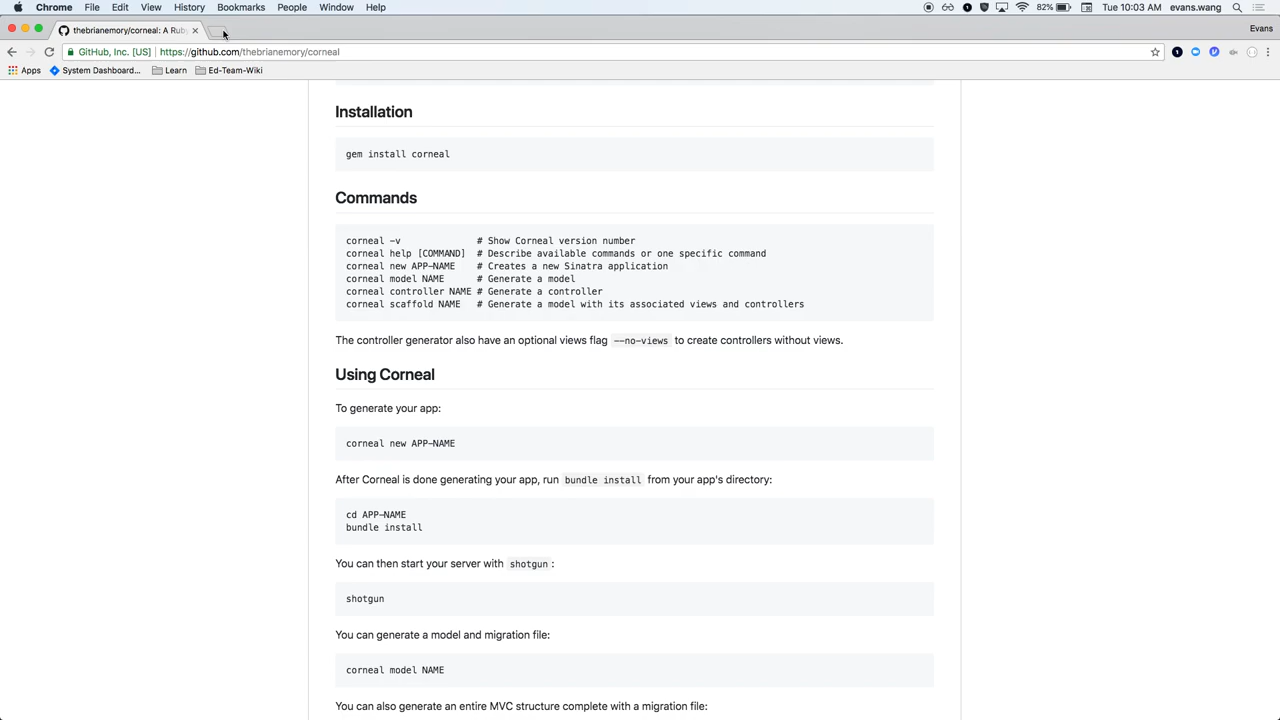 Chrome File Edit View History Bookmarks People Window Help 82% Tue 10:03 AM evans.wang
thebrianemory/corneal: A Rub Evans
GitHub, Inc. [US] https://github.com/thebrianemory/corneal
Apps System Dashboard... Learn Ed-Team-Wiki
Installation
gem install corneal
Commands
corneal -v # Show Corneal version number
corneal help [COMMAND] # Describe available commands or one specific command
corneal new APP-NAME # Creates a new Sinatra application
corneal model NAME # Generate a model
corneal controller NAME # Generate a controller
corneal scaffold NAME # Generate a model with its associated views and controllers
The controller generator also have an optional views flag --no-views to create controllers without views.
Using Corneal
To generate your app:
corneal new APP-NAME
After Corneal is done generating your app, run bundle install from your app's directory:
cd APP-NAME
bundle install
You can then start your server with shotgun :
shotgun
You can generate a model and migration file:
corneal model NAME
You can also generate an entire MVC structure complete with a migration file: